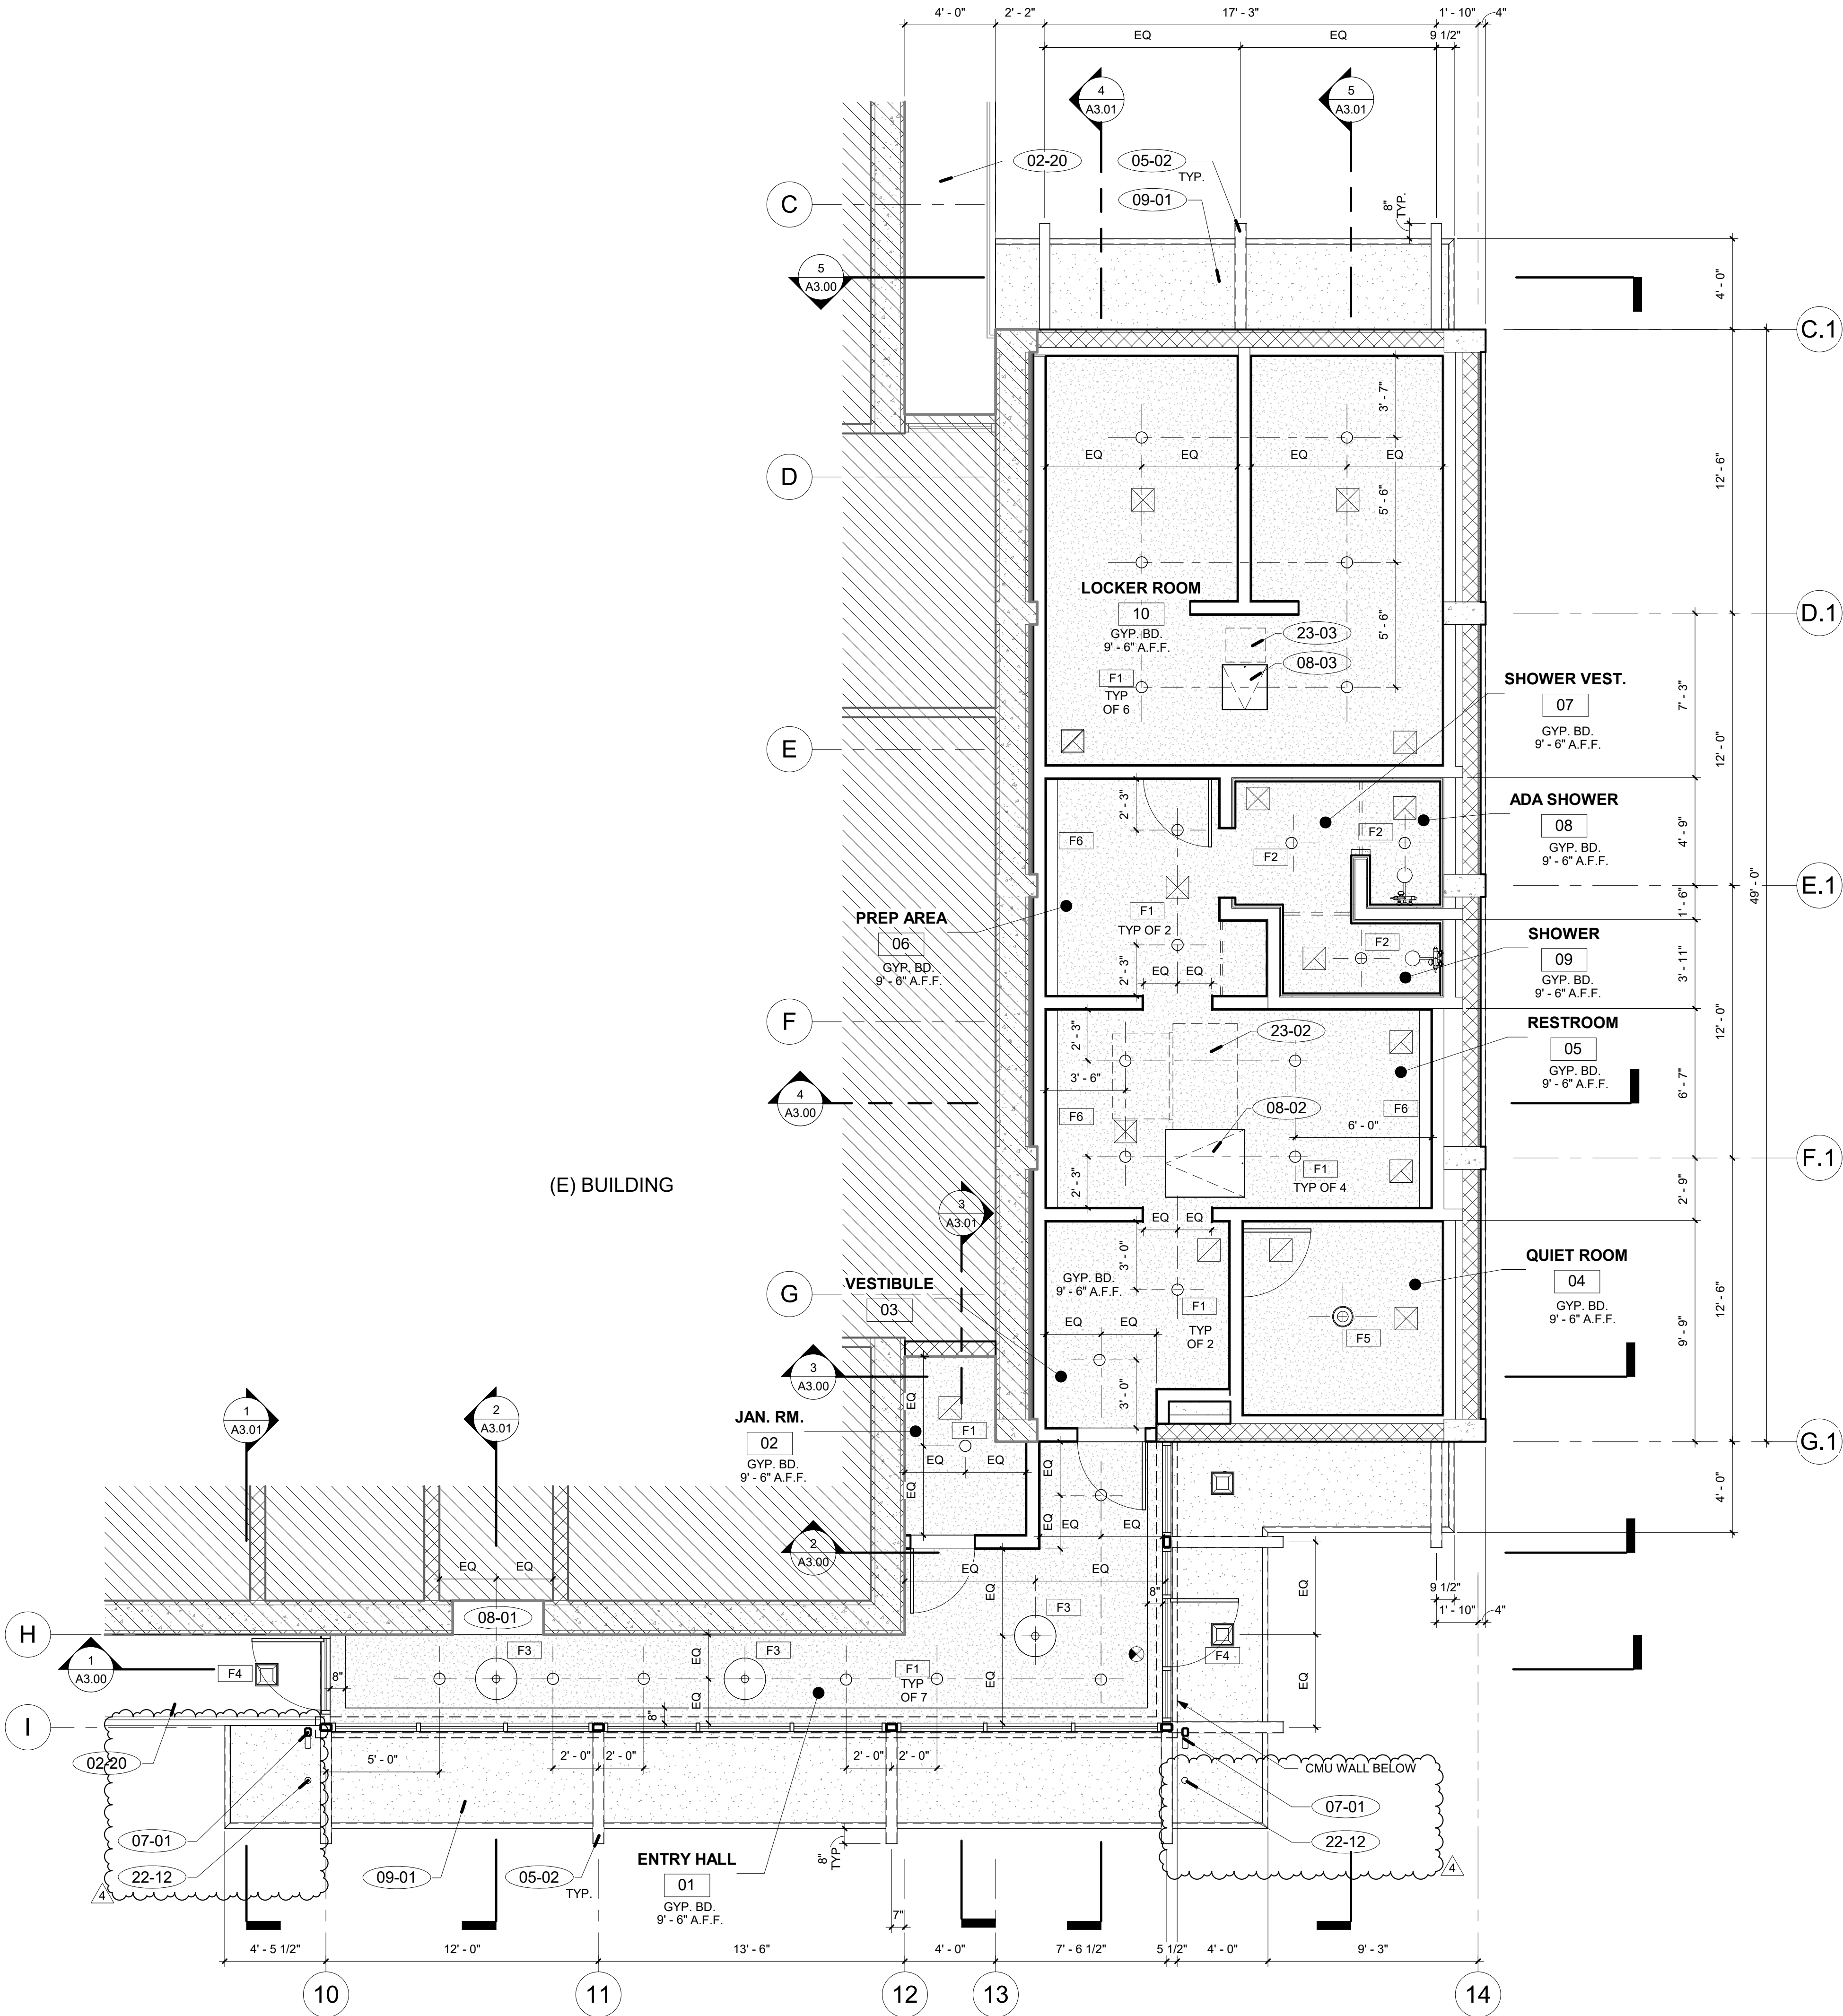 4' - 0"
2' - 2"
17' - 3"
1' - 10"
4"
EQ
EQ
9 1/2"
4
A3.01
5
A3.01
02-20
05-02
TYP.
09-01
8"
TYP.
C
5
A3.00
4' - 0"
C.1
3' - 7"
EQ
EQ
EQ
EQ
D
5' - 6"
12' - 6"
LOCKER ROOM
10
GYP. BD.
9' - 6" A.F.F.
F1
TYP
OF 6
23-03
08-03
5' - 6"
D.1
SHOWER VEST.
07
GYP. BD.
9' - 6" A.F.F.
7' - 3"
12' - 0"
E
2' - 3"
F6
F2
F2
ADA SHOWER
08
GYP. BD.
9' - 6" A.F.F.
4' - 9"
E.1
49' - 0"
1' - 6"
PREP AREA
06
GYP. BD.
9' - 6" A.F.F.
F1
TYP OF 2
2' - 3"
EQ
EQ
F2
SHOWER
09
GYP. BD.
9' - 6" A.F.F.
3' - 11"
F
2' - 3"
23-02
RESTROOM
05
GYP. BD.
9' - 6" A.F.F.
12' - 0"
6' - 7"
4
A3.00
3' - 6"
F6
08-02
F6
6' - 0"
2' - 3"
F1
TYP OF 4
F.1
2' - 9"
(E) BUILDING
3
A3.01
EQ
EQ
3' - 0"
G
VESTIBULE
03
GYP. BD.
9' - 6" A.F.F.
F1
TYP
OF 2
EQ
EQ
F5
QUIET ROOM
04
GYP. BD.
9' - 6" A.F.F.
12' - 6"
9' - 9"
3
A3.00
3' - 0"
1
A3.01
2
A3.01
JAN. RM.
02
GYP. BD.
9' - 6" A.F.F.
EQ
F1
EQ
EQ
EQ
G.1
4' - 0"
EQ
EQ
EQ
EQ
2
A3.00
EQ
EQ
EQ
EQ
EQ
8"
EQ
9 1/2"
1' - 10"
4"
H
08-01
F3
1
A3.00
F4
8"
F3
F3
EQ
EQ
EQ
F1
TYP
OF 7
F4
EQ
8"
I
02-20
5' - 0"
2' - 0"
2' - 0"
2' - 0"
2' - 0"
CMU WALL BELOW
07-01
22-12
07-01
22-12
4
4
09-01
05-02
TYP.
8"
TYP.
ENTRY HALL
01
GYP. BD.
9' - 6" A.F.F.
7"
4' - 5 1/2"
12' - 0"
13' - 6"
4' - 0"
7' - 6 1/2"
5 1/2"
4' - 0"
9' - 3"
10
11
12
13
14